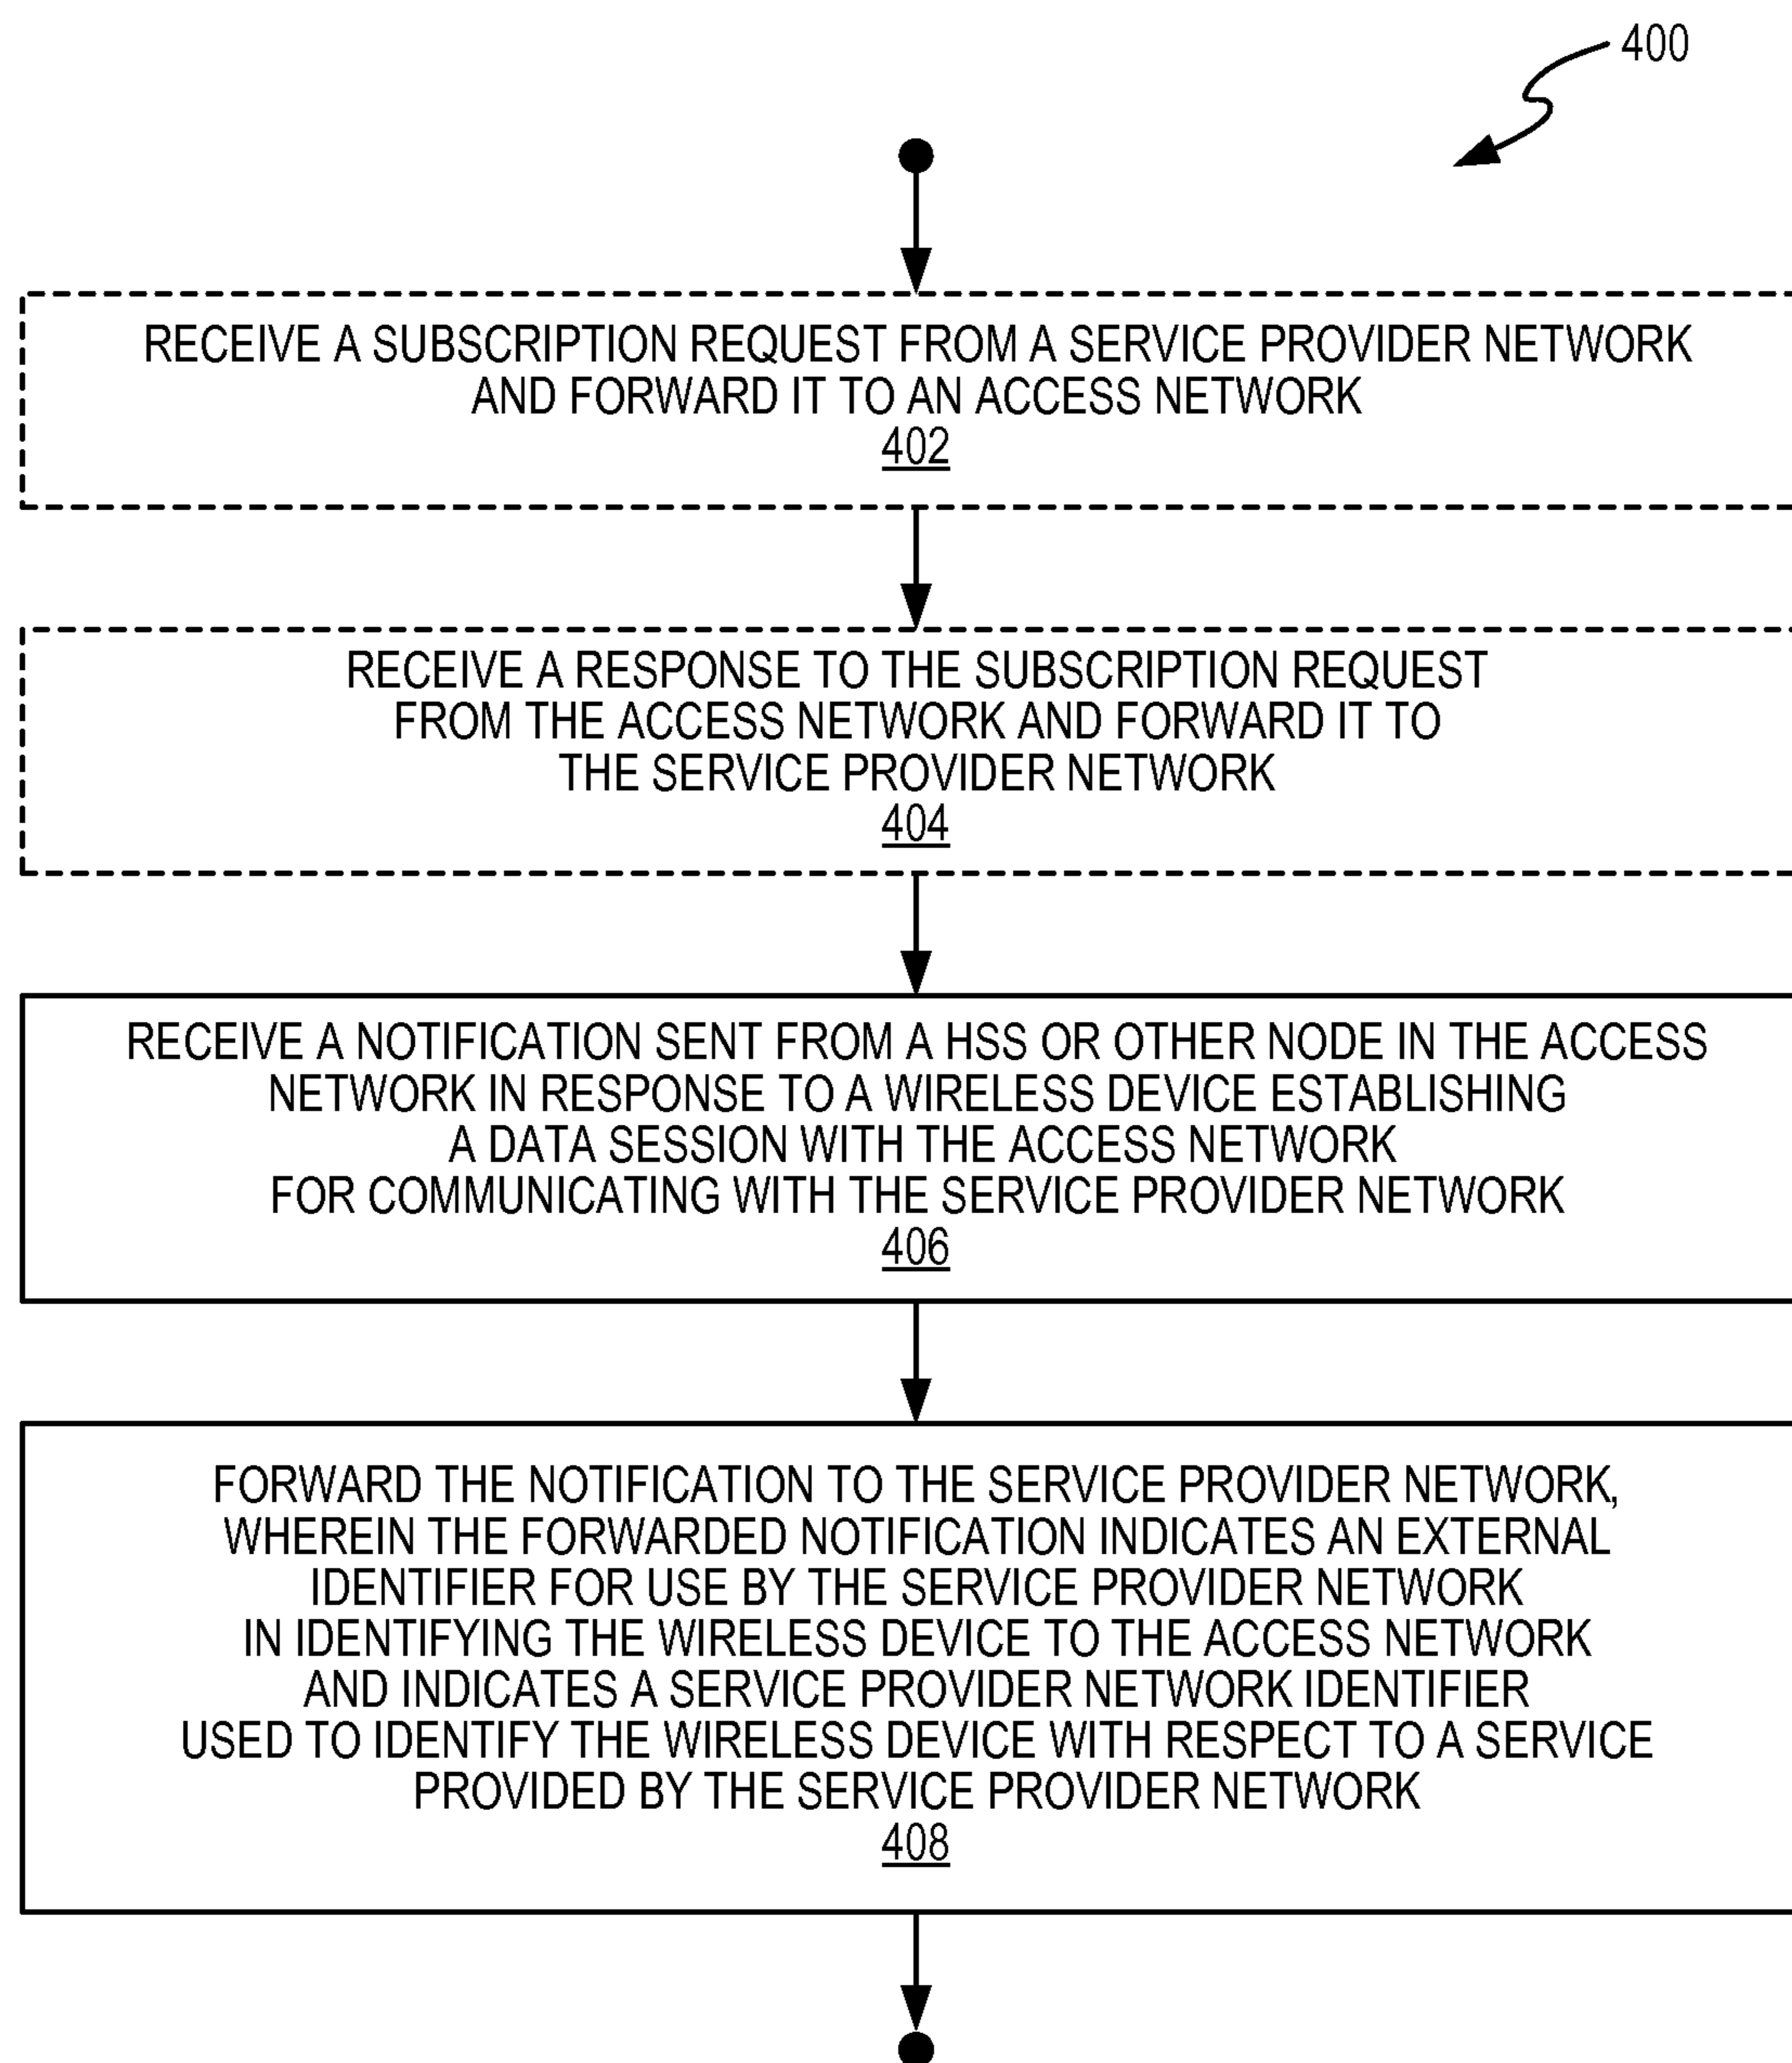 400
RECEIVE A SUBSCRIPTION REQUEST FROM A SERVICE PROVIDER NETWORK
AND FORWARD IT TO AN ACCESS NETWORK
402
RECEIVE A RESPONSE TO THE SUBSCRIPTION REQUEST
FROM THE ACCESS NETWORK AND FORWARD IT TO
THE SERVICE PROVIDER NETWORK
404
RECEIVE A NOTIFICATION SENT FROM A HSS OR OTHER NODE IN THE ACCESS
NETWORK IN RESPONSE TO A WIRELESS DEVICE ESTABLISHING
A DATA SESSION WITH THE ACCESS NETWORK
FOR COMMUNICATING WITH THE SERVICE PROVIDER NETWORK
406
FORWARD THE NOTIFICATION TO THE SERVICE PROVIDER NETWORK,
WHEREIN THE FORWARDED NOTIFICATION INDICATES AN EXTERNAL
IDENTIFIER FOR USE BY THE SERVICE PROVIDER NETWORK
IN IDENTIFYING THE WIRELESS DEVICE TO THE ACCESS NETWORK
AND INDICATES A SERVICE PROVIDER NETWORK IDENTIFIER
USED TO IDENTIFY THE WIRELESS DEVICE WITH RESPECT TO A SERVICE
PROVIDED BY THE SERVICE PROVIDER NETWORK
408